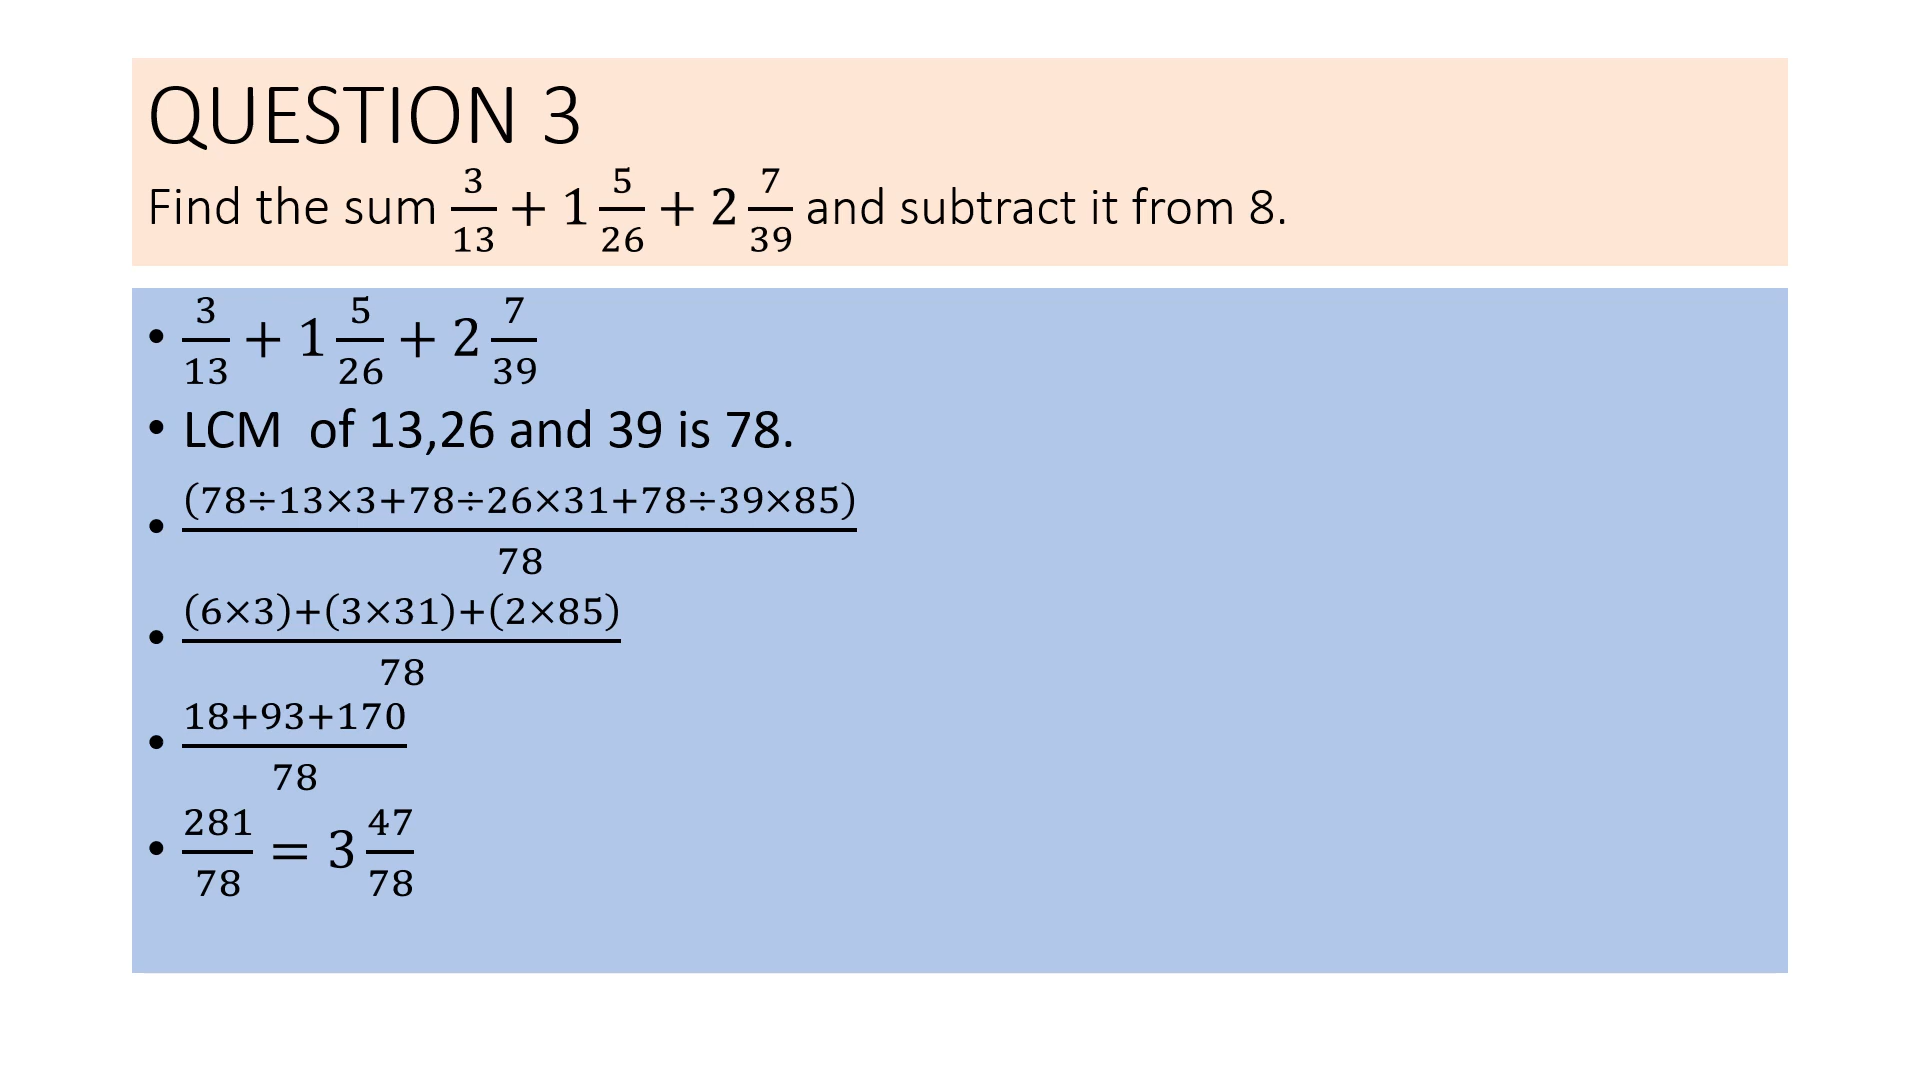 QUESTION 3
Find the sum 3/13 + 1 5/26 + 2 7/39 and subtract it from 8.
• 3/13 + 1 5/26 + 2 7/39
• LCM of 13,26 and 39 is 78.
• (78÷13×3+78÷26×31+78÷39×85)/78
• (6×3)+(3×31)+(2×85)/78
• 18+93+170/78
• 281/78 = 3 47/78